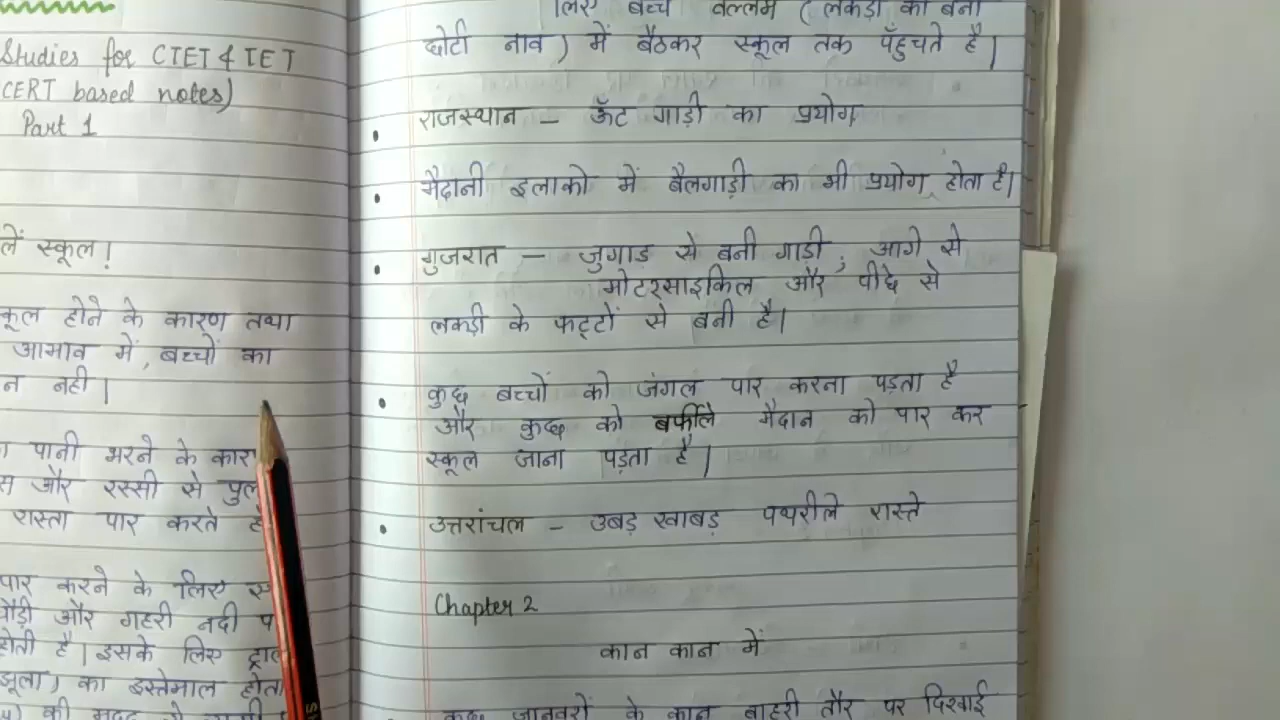 Studies for CTET & TET
CERT based notes)
Part 1
लें स्कूल!
कूल होने के कारण तथा
आभाव में, बच्चों का
न नही।
पानी भरने के कार
स और रस्सी से पुल
रास्ता पार करते है
पार करने के लिए
चौड़ी और गहरी नदी प
होती है। इसके लिए ट्राल
झूला) का इस्तेमाल होता
लिए बच्चे वल्लम (लकड़ी की बनी
छोटी नाव) में बैठकर स्कूल तक पँहुचते है।
• राजस्थान – ऊँट गाड़ी का प्रयोग
• मैदानी इलाको में बैलगाड़ी का भी प्रयोग होता है।
• गुजरात – जुगाड़ से बनी गाड़ी, आगे से
मोटरसाइकिल और पीछे से
लकड़ी के फट्टों से बनी है।
• कुछ बच्चों को जंगल पार करना पड़ता है
और कुछ को बर्फीले मैदान को पार कर
स्कूल जाना पड़ता है।
• उत्तरांचल – उबड़ खाबड़ पथरीले रास्ते
Chapter 2
कान कान में
कुछ जानवरों के कान बाहरी तौर पर दिखाई